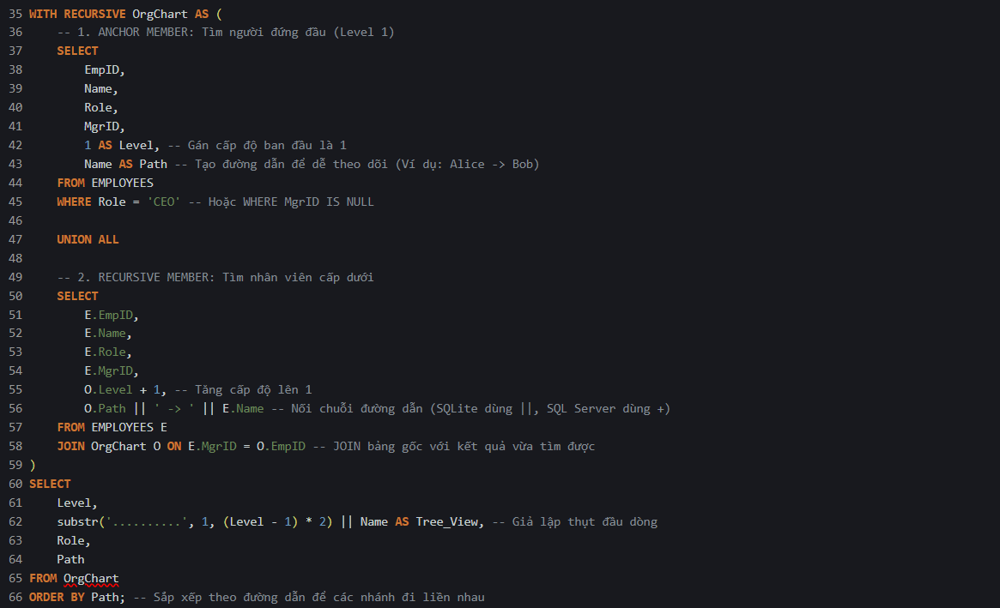 35 WITH RECURSIVE OrgChart AS (
36     -- 1. ANCHOR MEMBER: Tìm người đứng đầu (Level 1)
37     SELECT
38         EmpID,
39         Name,
40         Role,
41         MgrID,
42         1 AS Level, -- Gán cấp độ ban đầu là 1
43         Name AS Path -- Tạo đường dẫn để dễ theo dõi (Ví dụ: Alice -> Bob)
44     FROM EMPLOYEES
45     WHERE Role = 'CEO' -- Hoặc WHERE MgrID IS NULL
46
47     UNION ALL
48
49     -- 2. RECURSIVE MEMBER: Tìm nhân viên cấp dưới
50     SELECT
51         E.EmpID,
52         E.Name,
53         E.Role,
54         E.MgrID,
55         O.Level + 1, -- Tăng cấp độ lên 1
56         O.Path || ' -> ' || E.Name -- Nối chuỗi đường dẫn (SQLite dùng ||, SQL Server dùng +)
57     FROM EMPLOYEES E
58     JOIN OrgChart O ON E.MgrID = O.EmpID -- JOIN bảng gốc với kết quả vừa tìm được
59 )
60 SELECT
61     Level,
62     substr('..........', 1, (Level - 1) * 2) || Name AS Tree_View, -- Giả lập thụt đầu dòng
63     Role,
64     Path
65 FROM OrgChart
66 ORDER BY Path; -- Sắp xếp theo đường dẫn để các nhánh đi liền nhau